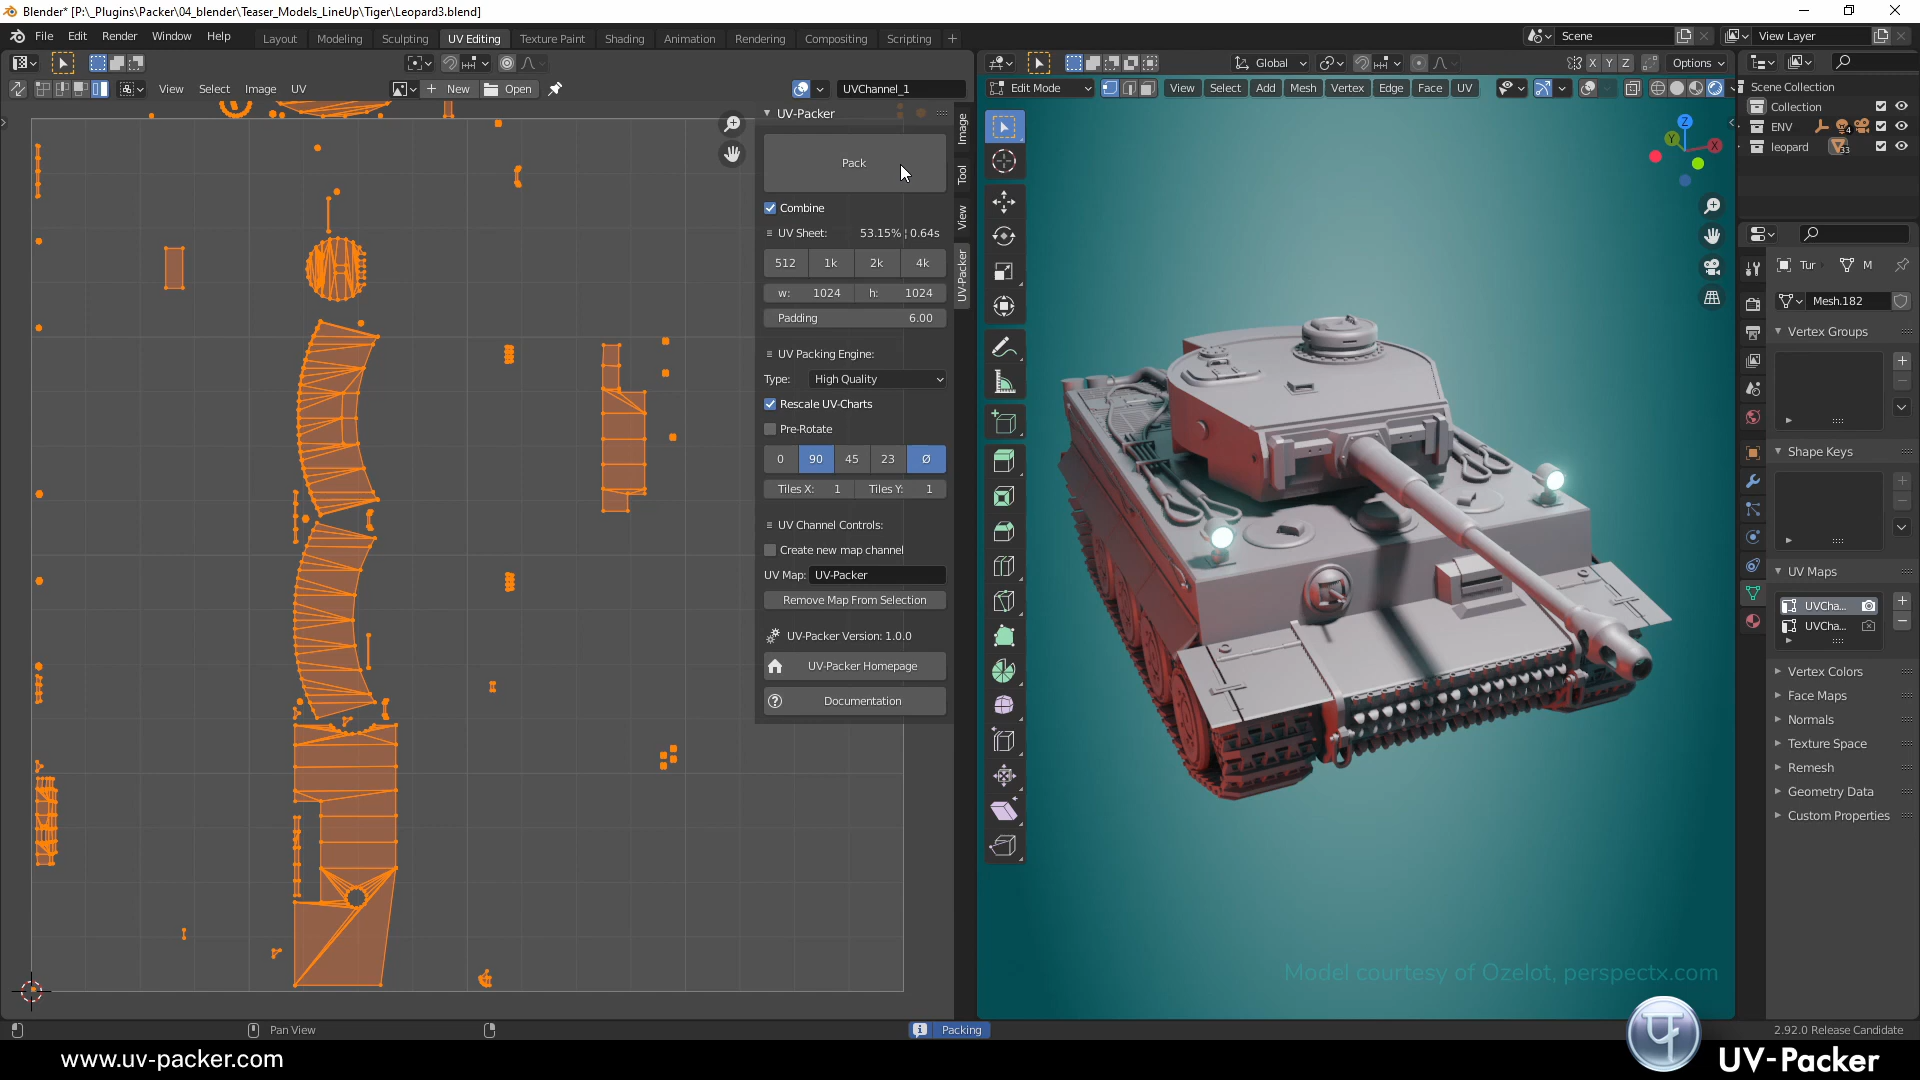 Blender* [P:\_Plugins\Packer\04_blender\Teaser_Models_LineUp\Tiger\Leopard3.blend]
File Edit Render Window Help Layout Modeling Sculpting UV Editing Texture Paint Shading Animation Rendering Compositing Scripting + Scene View Layer
Global X Y Z Options
View Select Image UV + New Open UVChannel_1
Edit Mode View Select Add Mesh Vertex Edge Face UV
UV-Packer
Pack
Combine
UV Sheet: 53.15% ¦ 0.64s
512 1k 2k 4k
w: 1024 h: 1024
Padding 6.00
UV Packing Engine:
Type: High Quality
Rescale UV-Charts
Pre-Rotate
0 90 45 23 Ø
Tiles X: 1 Tiles Y: 1
UV Channel Controls:
Create new map channel
UV Map: UV-Packer
Remove Map From Selection
UV-Packer Version: 1.0.0
UV-Packer Homepage
Documentation
Image
Tool
View
UV-Packer
Z
Y
X
Scene Collection
Collection
ENV 4
leopard 33
Tur M
Mesh.182
Vertex Groups
Shape Keys
UV Maps
UVCha...
UVCha...
Vertex Colors
Face Maps
Normals
Texture Space
Remesh
Geometry Data
Custom Properties
Model courtesy of Ozelot, perspectx.com
Pan View Packing 2.92.0 Release Candidate
www.uv-packer.com UV-Packer